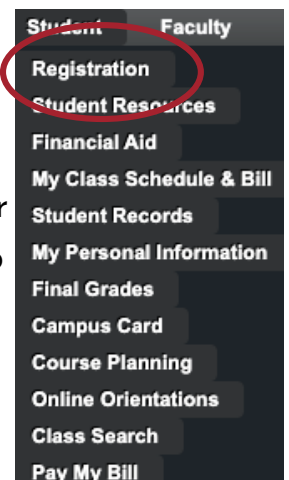 Student Faculty
Registration
Student Resources
Financial Aid
My Class Schedule & Bill
r Student Records
My Personal Information
Final Grades
Campus Card
Course Planning
Online Orientations
Class Search
Pay My Bill